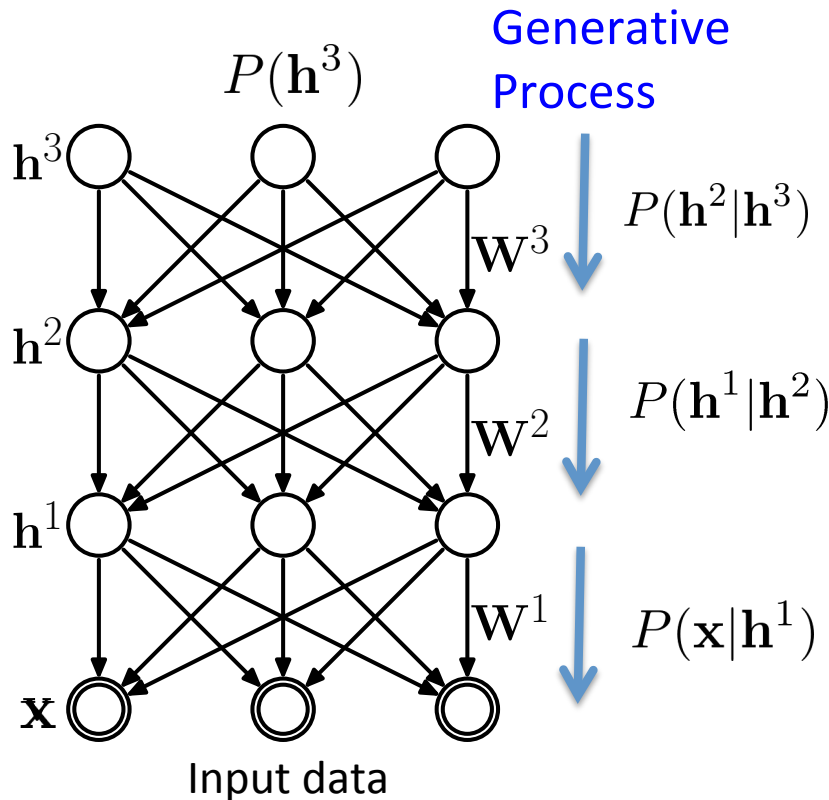 Generative
Process
P(h³)
h³
P(h²|h³)
W³
h²
P(h¹|h²)
W²
h¹
P(x|h¹)
W¹
x
Input data